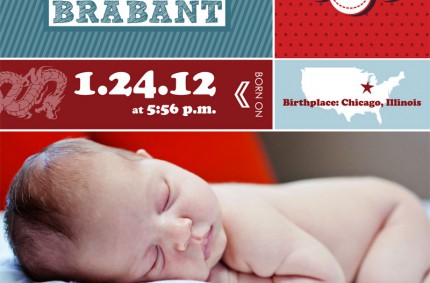 BRABANT
1.24.12
at 5:56 p.m.
BORN ON
Birthplace: Chicago, Illinois